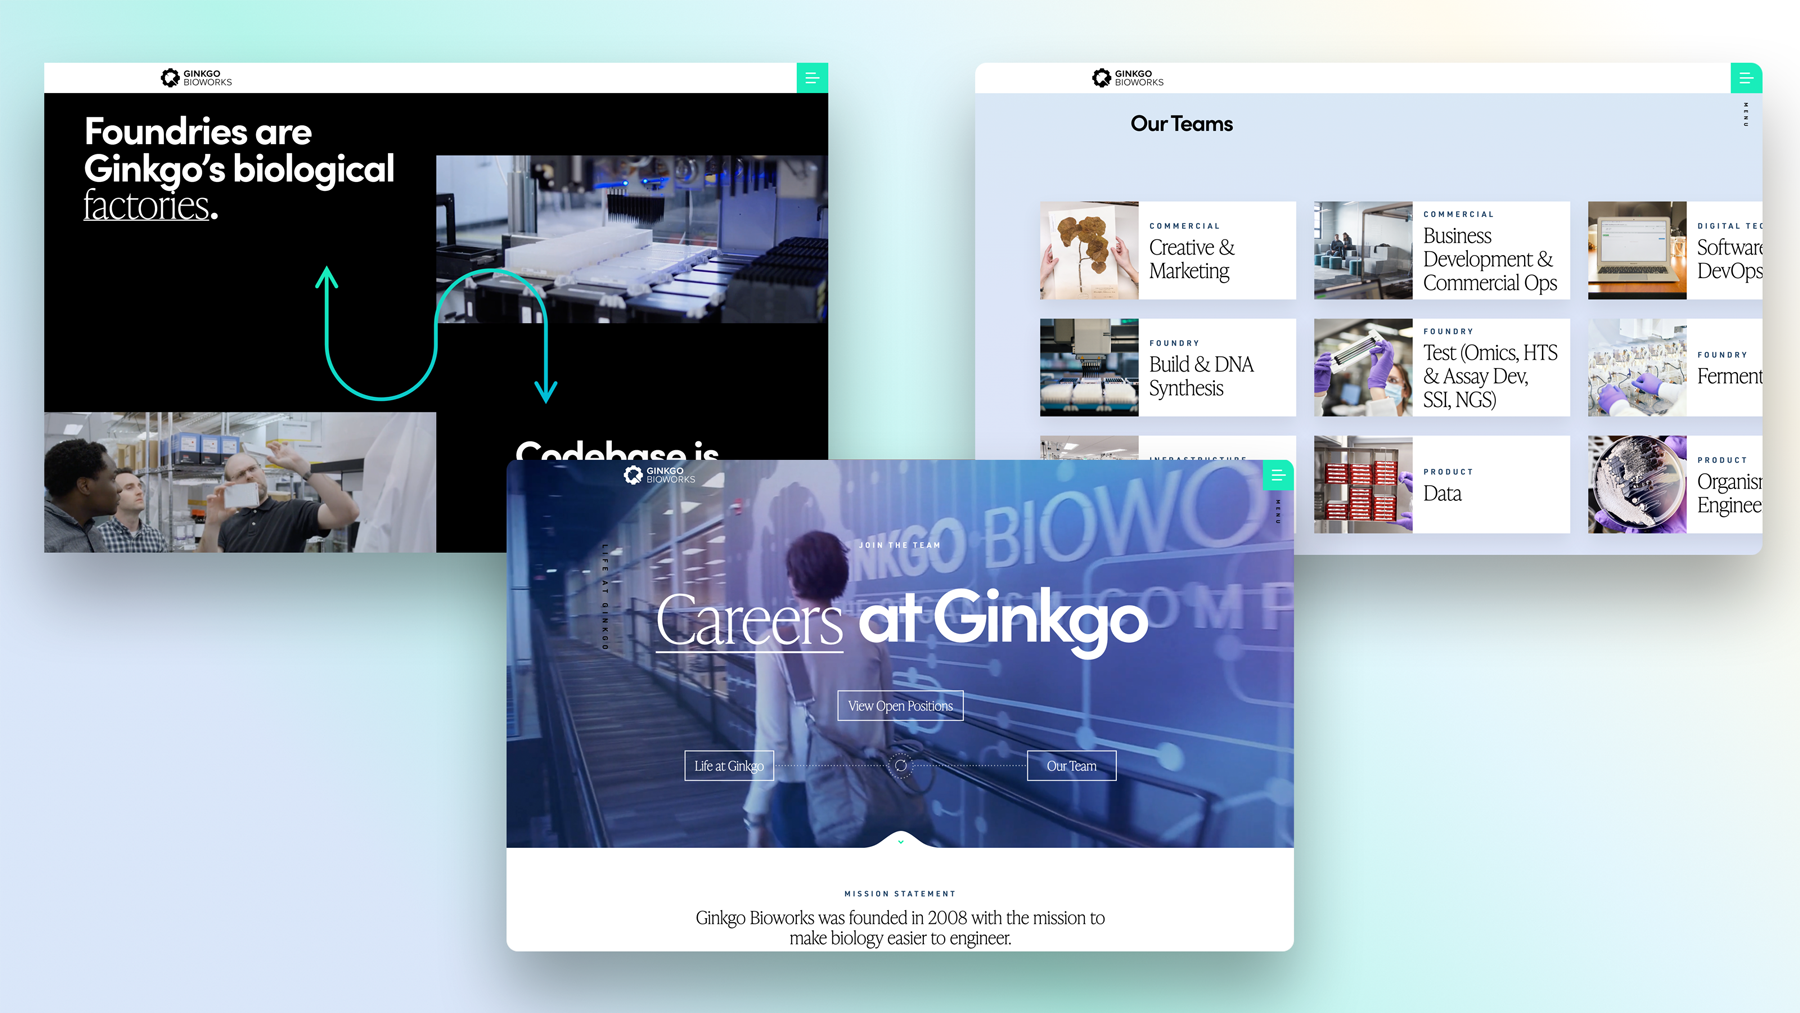 GINKGO
BIOWORKS
Foundries are
Ginkgo's biological
factories.
Codebase is
GINKGO
BIOWORKS
MENU
Our Teams
COMMERCIAL
Creative &
Marketing
COMMERCIAL
Business
Development &
Commercial Ops
DIGITAL TEC
Software
DevOps
FOUNDRY
Build & DNA
Synthesis
FOUNDRY
Test (Omics, HTS
& Assay Dev,
SSI, NGS)
FOUNDRY
Ferment
INFRASTRUCTURE
PRODUCT
Data
PRODUCT
Organism
Enginee
GINKGO
BIOWORKS
MENU
LIFE AT GINKGO
JOIN THE TEAM
NKGO BIOWO
COMP
Careers at Ginkgo
View Open Positions
Life at Ginkgo
Our Team
MISSION STATEMENT
Ginkgo Bioworks was founded in 2008 with the mission to
make biology easier to engineer.